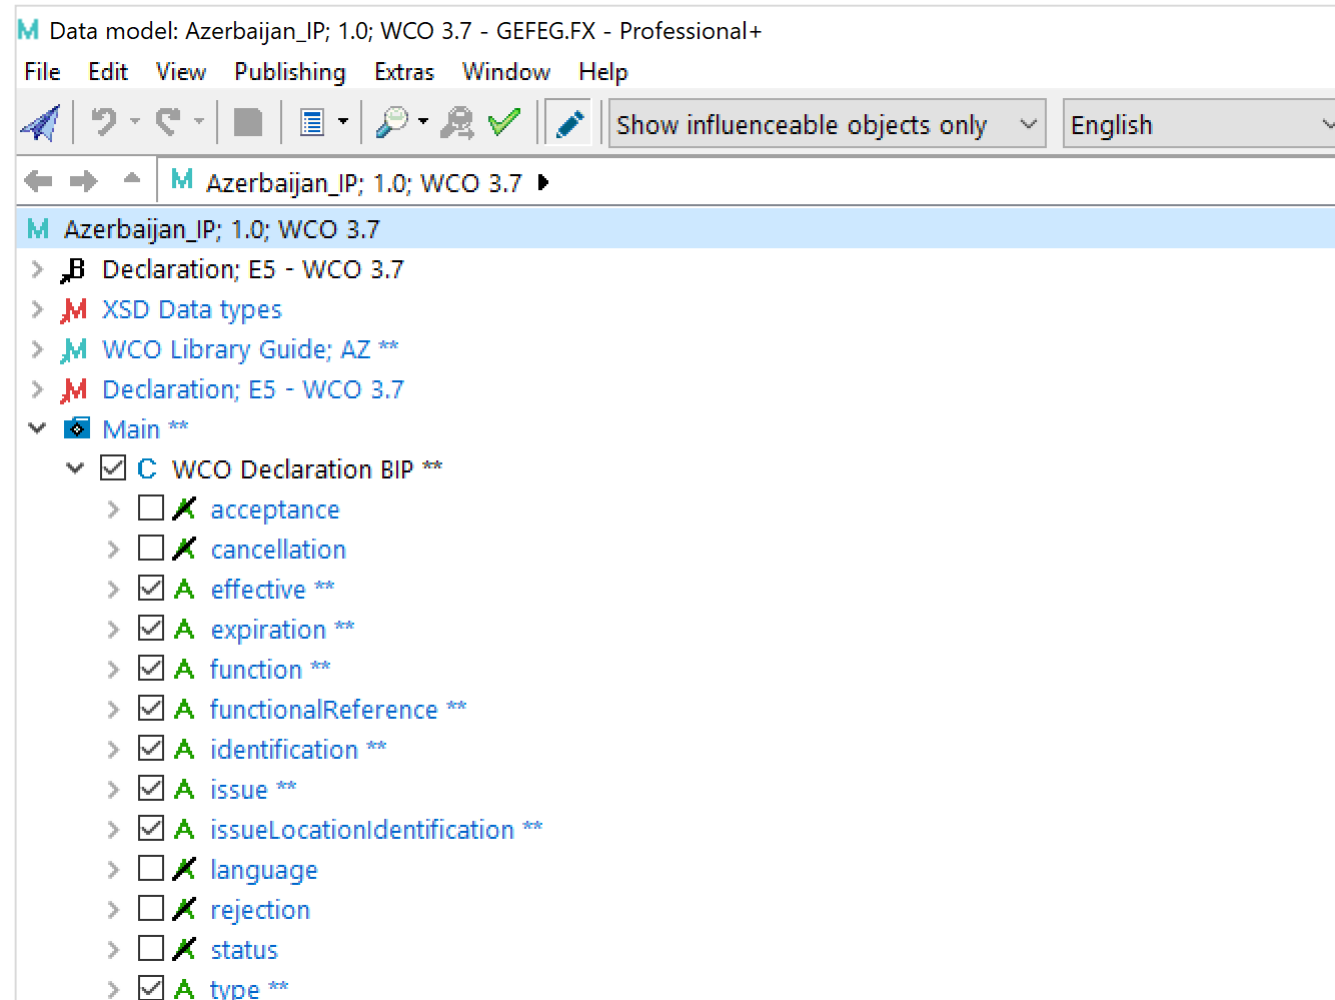 Data model: Azerbaijan_IP; 1.0; WCO 3.7 - GEFEG.FX - Professional+
File Edit View Publishing Extras Window Help
Show influenceable objects only English
Azerbaijan_IP; 1.0; WCO 3.7
Azerbaijan_IP; 1.0; WCO 3.7
Declaration; E5 - WCO 3.7
XSD Data types
WCO Library Guide; AZ **
Declaration; E5 - WCO 3.7
Main **
WCO Declaration BIP **
acceptance
cancellation
effective **
expiration **
function **
functionalReference **
identification **
issue **
issueLocationIdentification **
language
rejection
status
type **